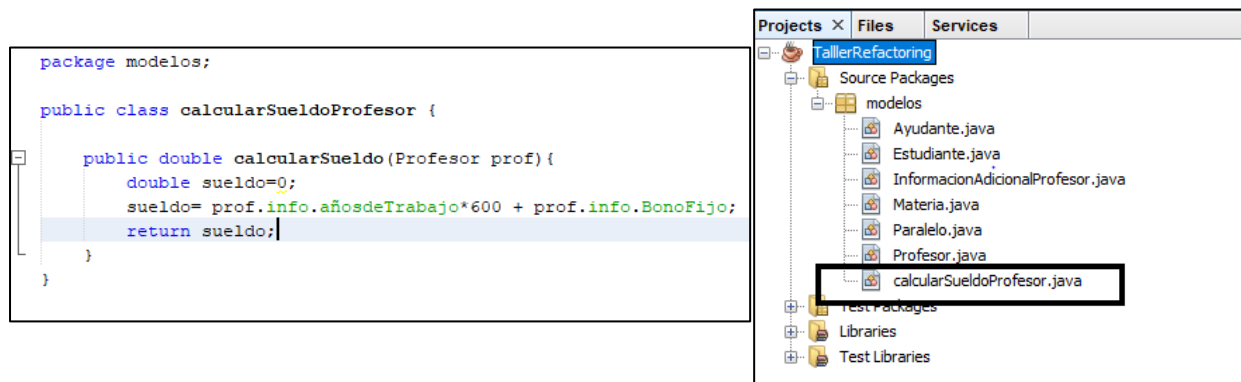 package modelos;
public class calcularSueldoProfesor {
public double calcularSueldo(Profesor prof){
double sueldo=0;
sueldo= prof.info.añosdeTrabajo*600 + prof.info.BonoFijo;
return sueldo;
}
}
Projects × Files Services
TalllerRefactoring
Source Packages
modelos
Ayudante.java
Estudiante.java
InformacionAdicionalProfesor.java
Materia.java
Paralelo.java
Profesor.java
calcularSueldoProfesor.java
Test Packages
Libraries
Test Libraries